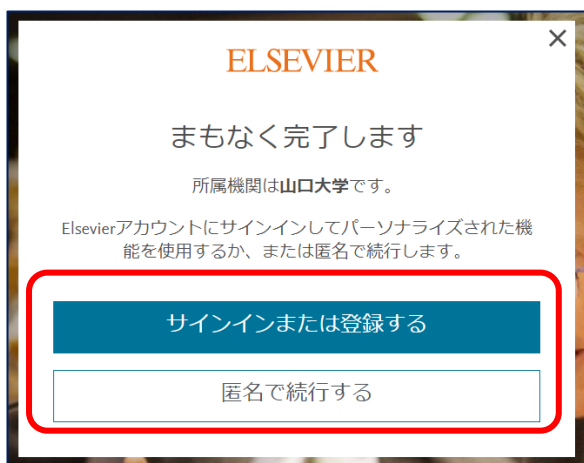 ELSEVIER
まもなく完了します
所属機関は山口大学です。
Elsevierアカウントにサインインしてパーソナライズされた機
能を使用するか、または匿名で続行します。
サインインまたは登録する
匿名で続行する